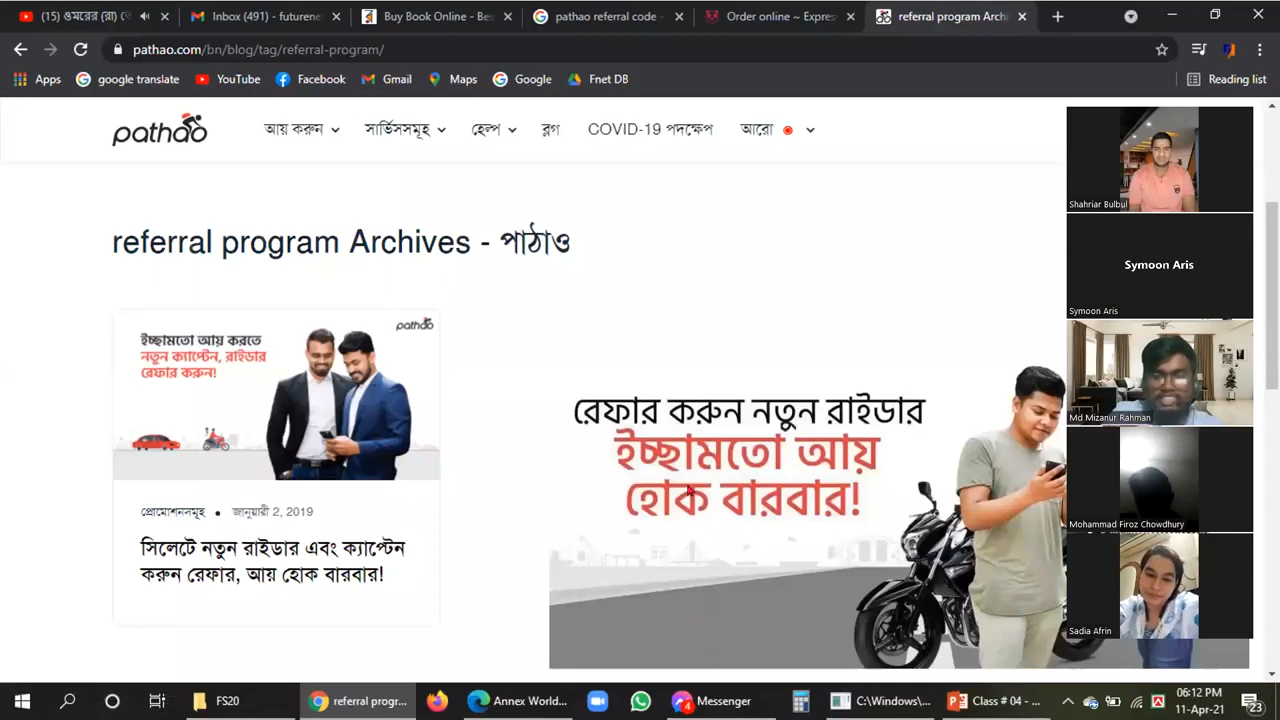 (15) ওমরের (রা)
Inbox (491) - futurene
Buy Book Online - Bes
pathao referral code -
Order online ~ Expres
referral program Arch
pathao.com/bn/blog/tag/referral-program/
Apps
google translate
YouTube
Facebook
Gmail
Maps
Google
Fnet DB
Reading list
pathao
আয় করুন
সার্ভিসসমূহ
হেল্প
ব্লগ
COVID-19 পদক্ষেপ
আরো
referral program Archives - পাঠাও
pathao
ইচ্ছামতো আয় করতে
নতুন ক্যাপ্টেন, রাইডার
রেফার করুন!
প্রোমোশনসমূহ • জানুয়ারী 2, 2019
সিলেটে নতুন রাইডার এবং ক্যাপ্টেন
করুন রেফার, আয় হোক বারবার!
রেফার করুন নতুন রাইডার
ইচ্ছামতো আয়
হোক বারবার!
Shahriar Bulbul
Symoon Aris
Symoon Aris
Md Mizanur Rahman
Mohammad Firoz Chowdhury
Sadia Afrin
FS20
referral progr...
Annex World...
Messenger
4
C:\Windows\...
Class # 04 - ...
06:12 PM
11-Apr-21
23